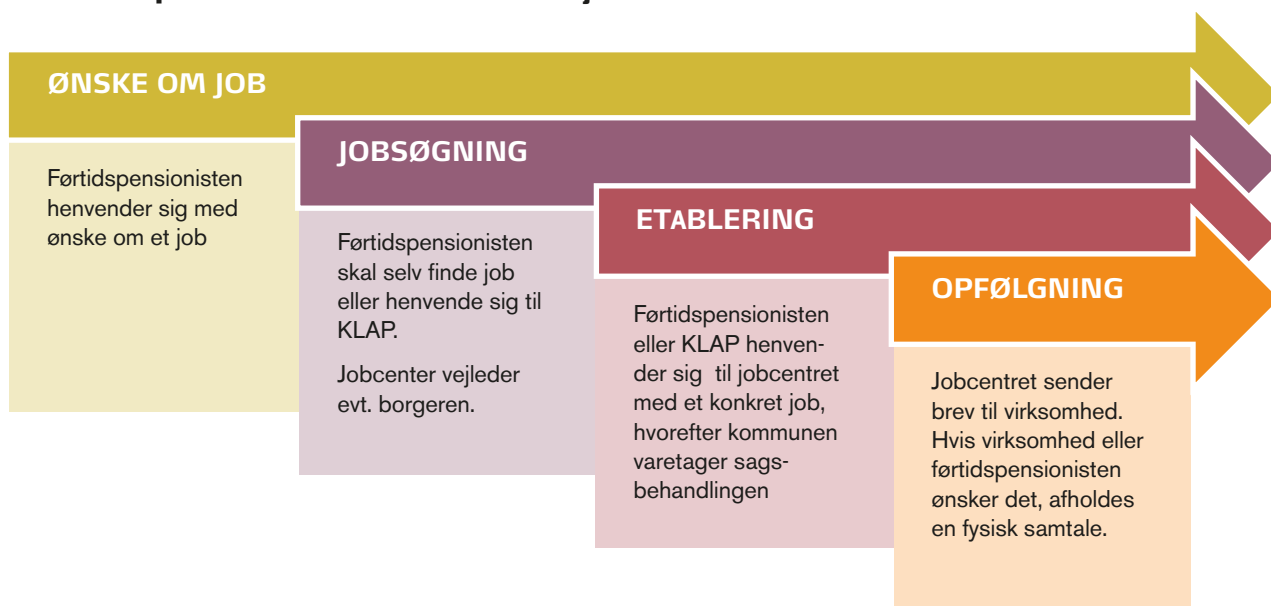 ØNSKE OM JOB
Førtidspensionisten
henvender sig med
ønske om et job
JOBSØGNING
Førtidspensionisten
skal selv finde job
eller henvende sig til
KLAP.
Jobcenter vejleder
evt. borgeren.
ETABLERING
Førtidspensionisten
eller KLAP henven-
der sig til jobcentret
med et konkret job,
hvorefter kommunen
varetager sags-
behandlingen
OPFØLGNING
Jobcentret sender
brev til virksomhed.
Hvis virksomhed eller
førtidspensionisten
ønsker det, afholdes
en fysisk samtale.